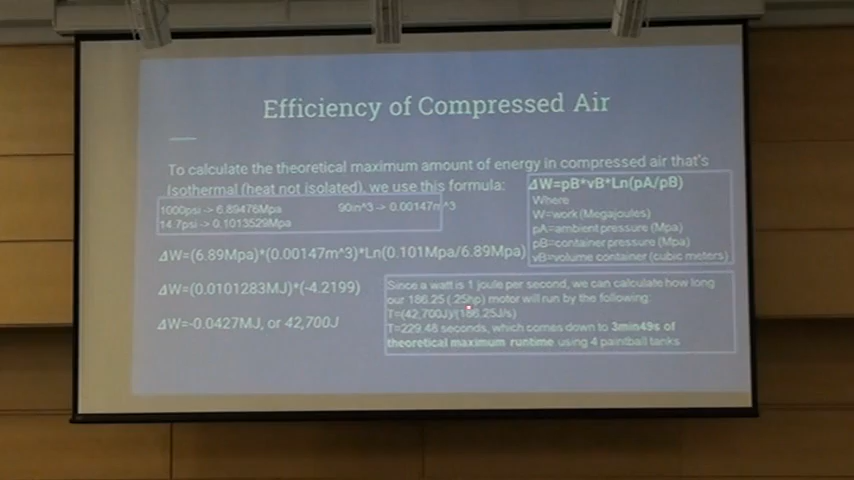 Efficiency of Compressed Air
To calculate the theoretical maximum amount of energy in compressed air that's
Isothermal (heat not isolated), we use this formula:
1000psi -> 6.89476Mpa 90in^3 -> 0.00147m^3
14.7psi -> 0.1013529Mpa
ΔW=(6.89Mpa)*(0.00147m^3)*Ln(0.101Mpa/6.89Mpa)
ΔW=(0.0101283MJ)*(-4.2199)
ΔW=-0.0427MJ, or 42,700J
ΔW=pB*vB*Ln(pA/pB)
Where
W=work (Megajoules)
pA=ambient pressure (Mpa)
pB=container pressure (Mpa)
vB=volume container (cubic meters)
Since a watt is 1 joule per second, we can calculate how long
our 186.25 (.25hp) motor will run by the following:
T=(42,700J)/(186.25J/s)
T=229.48 seconds, which comes down to 3min49s of
theoretical maximum runtime using 4 paintball tanks